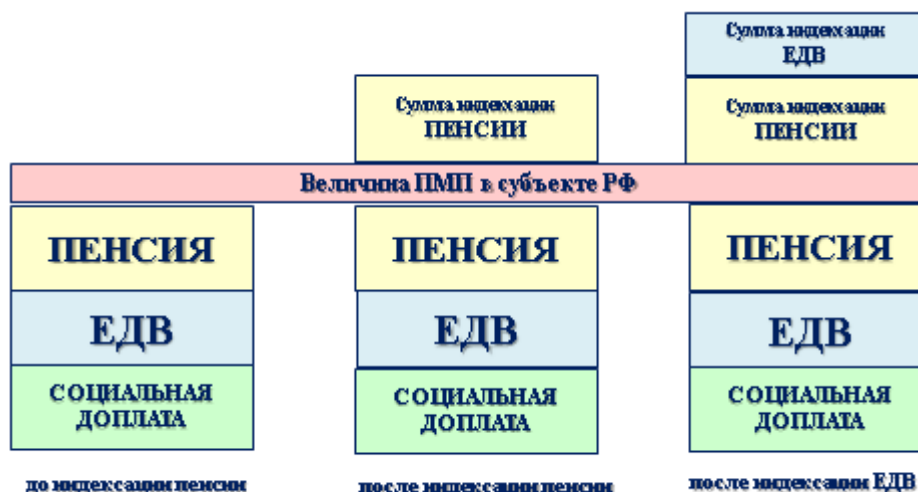 Сумма индексации
ЕДВ
Сумма индексации
ПЕНСИИ
Сумма индексации
ПЕНСИИ
Величина ПМП в субъекте РФ
ПЕНСИЯ
ПЕНСИЯ
ПЕНСИЯ
ЕДВ
ЕДВ
ЕДВ
СОЦИАЛЬНАЯ
ДОПЛАТА
СОЦИАЛЬНАЯ
ДОПЛАТА
СОЦИАЛЬНАЯ
ДОПЛАТА
до индексации пенсии
после индексации пенсии
после индексации ЕДВ